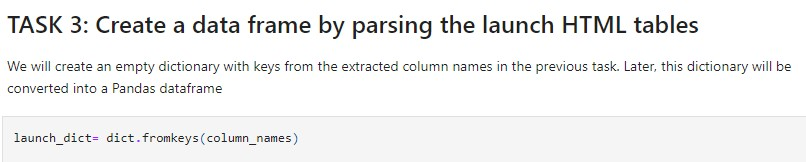 TASK 3: Create a data frame by parsing the launch HTML tables
We will create an empty dictionary with keys from the extracted column names in the previous task. Later, this dictionary will be
converted into a Pandas dataframe
launch_dict= dict.fromkeys(column_names)